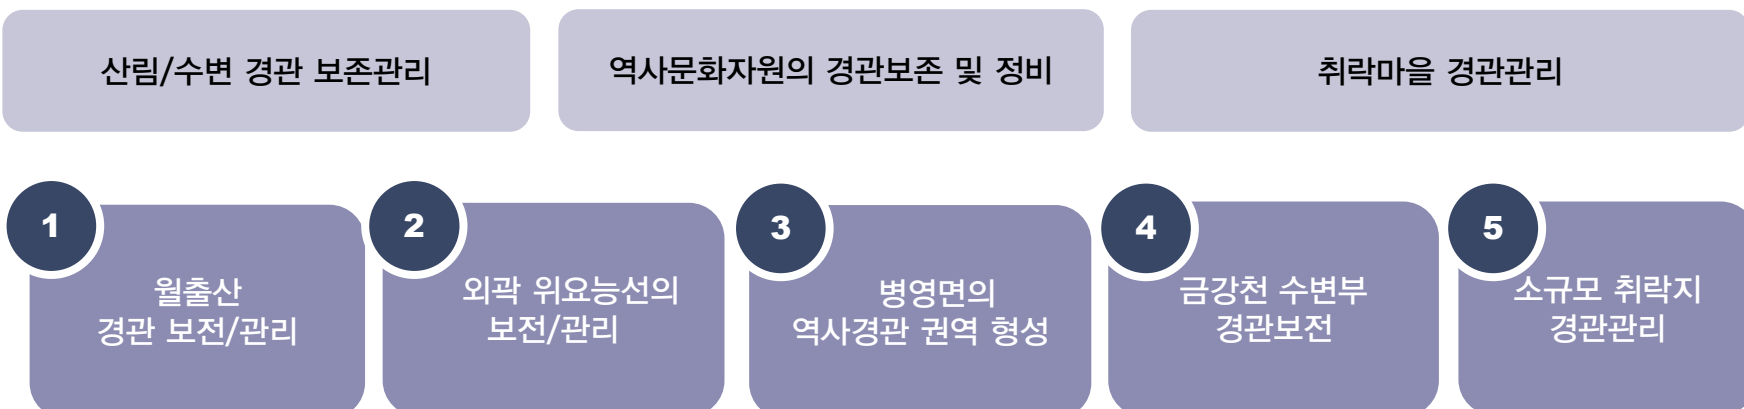 산림/수변 경관 보존관리
역사문화자원의 경관보존 및 정비
취락마을 경관관리
1
월출산
경관 보전/관리
2
외곽 위요능선의
보전/관리
3
병영면의
역사경관 권역 형성
4
금강천 수변부
경관보전
5
소규모 취락지
경관관리